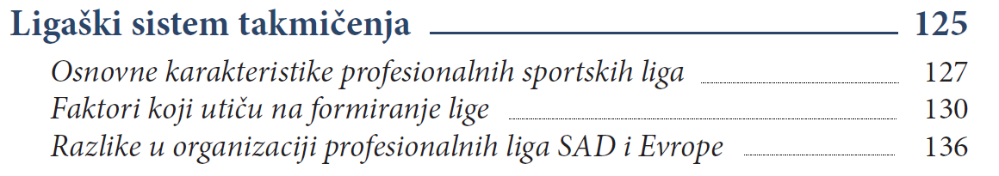 Ligaški sistem takmičenja 125
Osnovne karakteristike profesionalnih sportskih liga 127
Faktori koji utiču na formiranje lige 130
Razlike u organizaciji profesionalnih liga SAD i Evrope 136